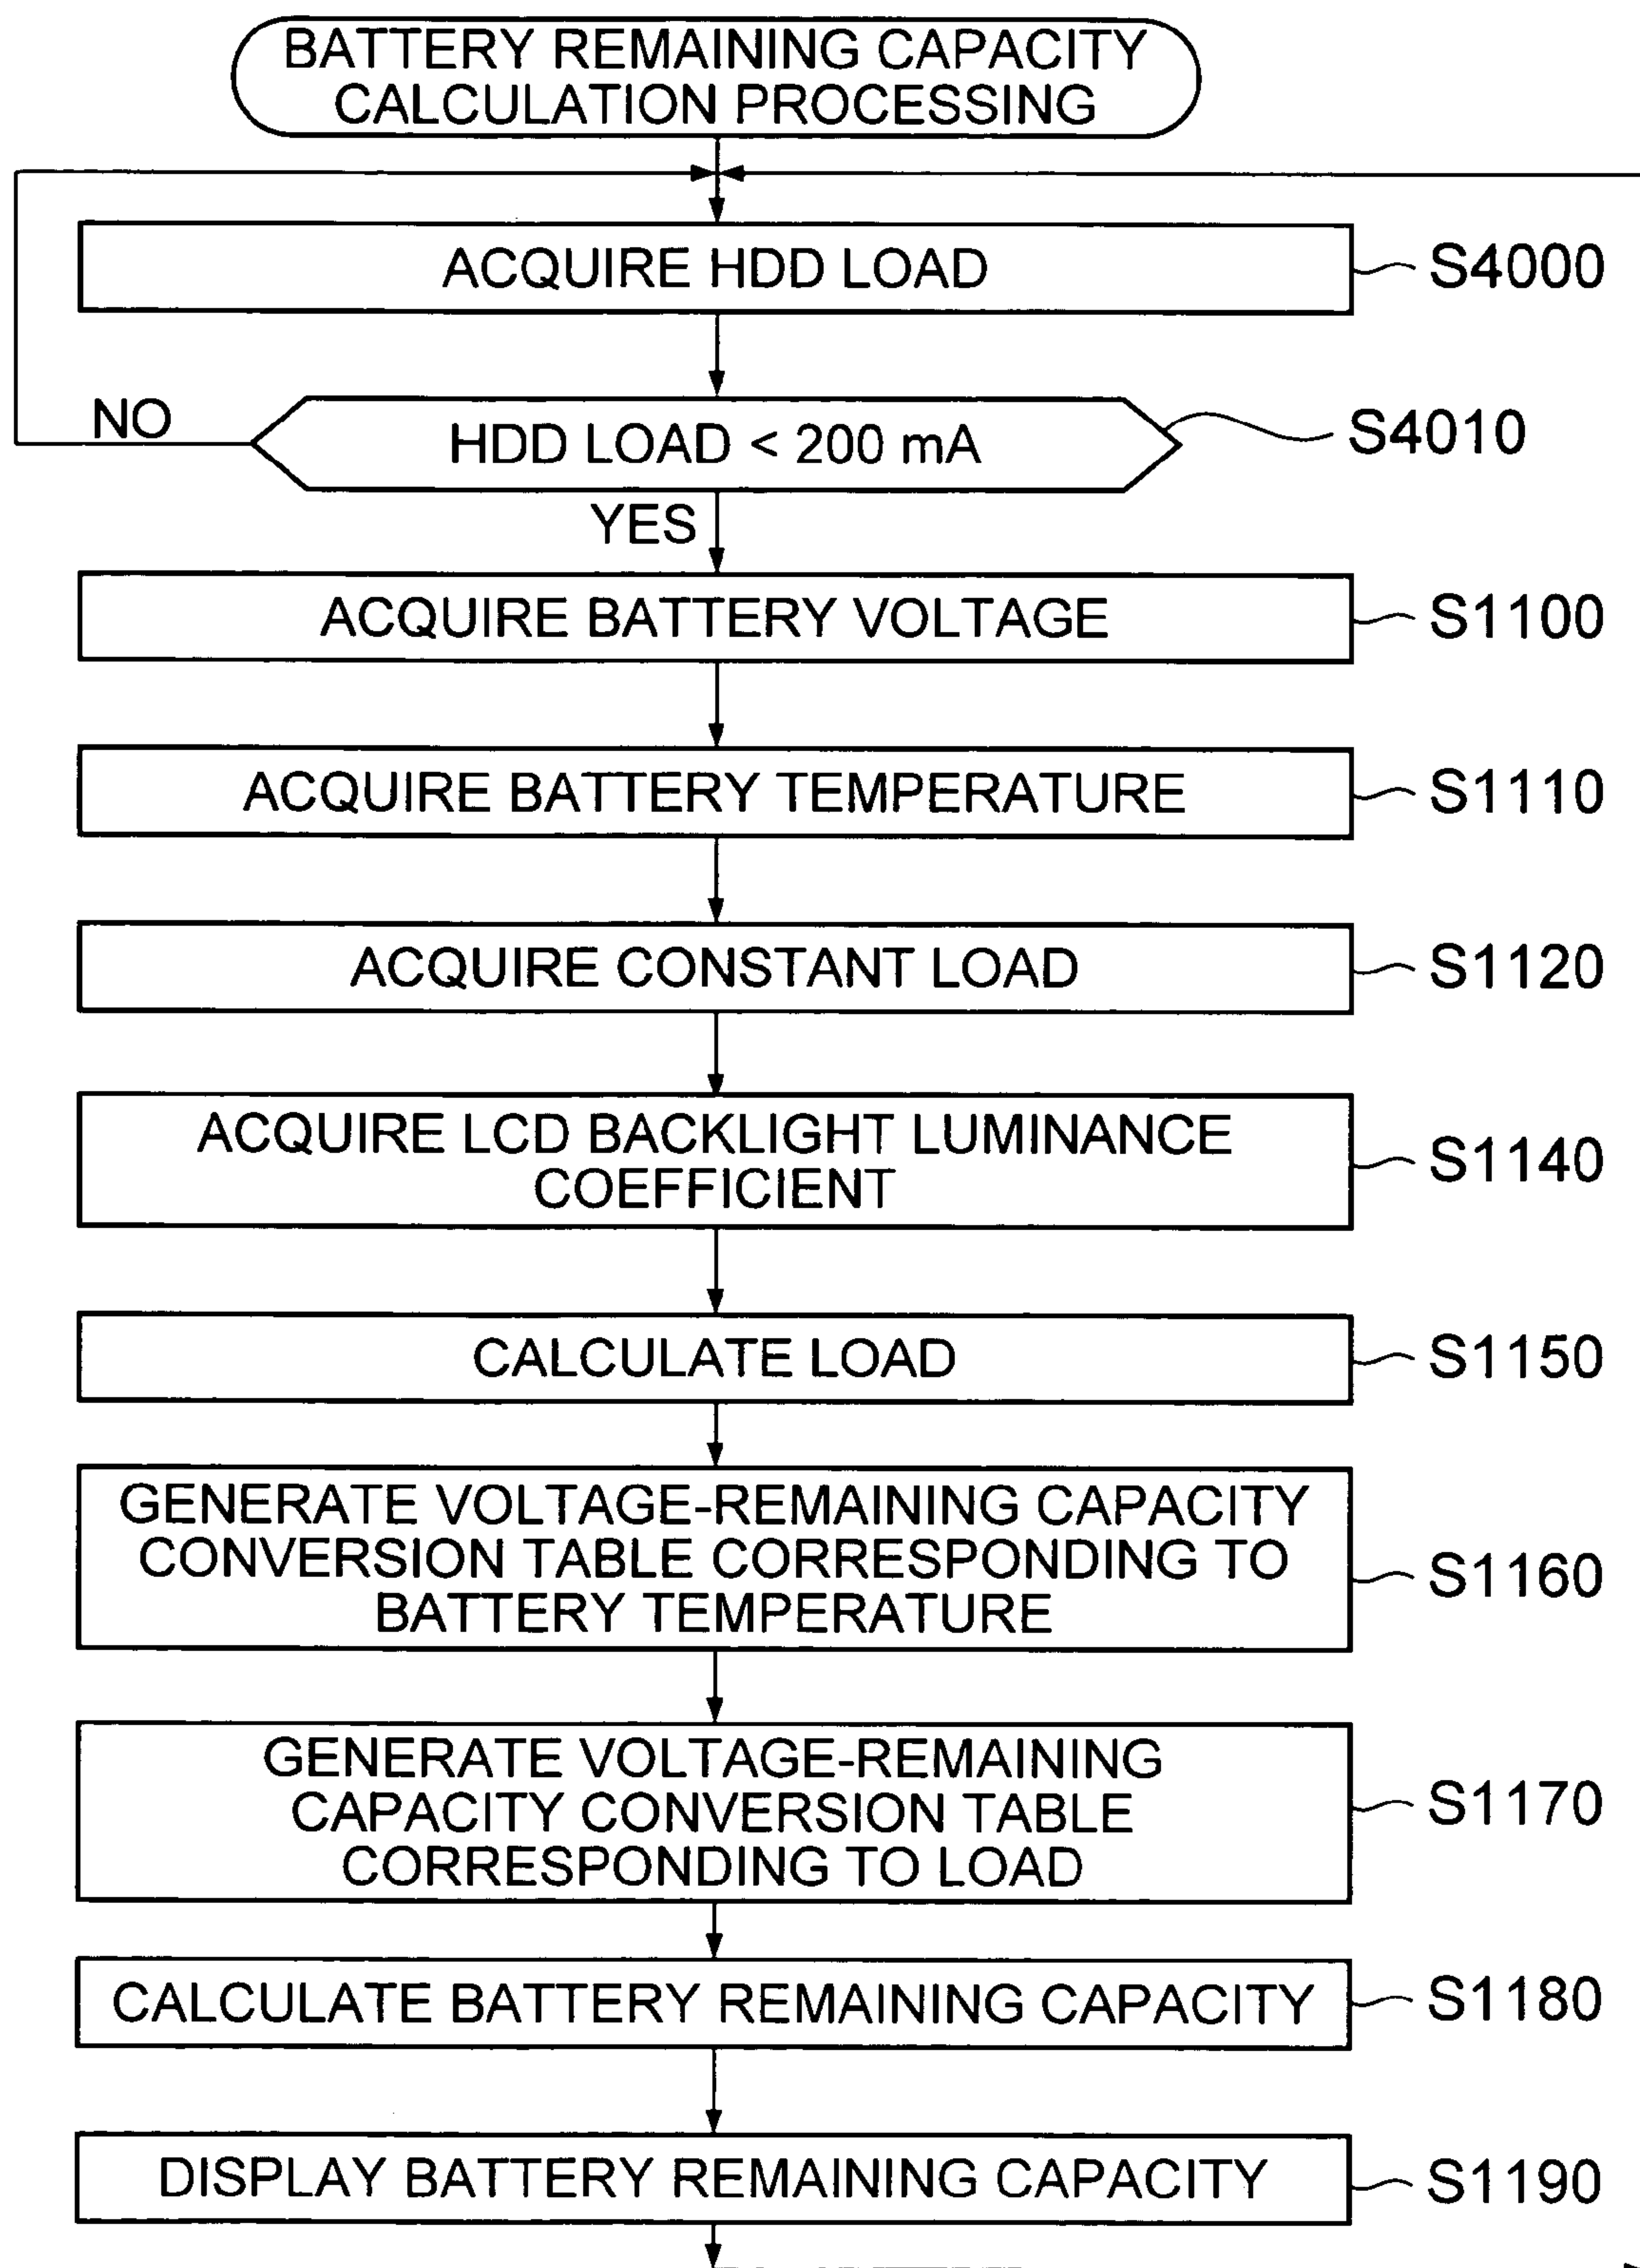 BATTERY REMAINING CAPACITY
CALCULATION PROCESSING
ACQUIRE HDD LOAD
S4000
NO
HDD LOAD < 200 mA
S4010
YES
ACQUIRE BATTERY VOLTAGE
S1100
ACQUIRE BATTERY TEMPERATURE
S1110
ACQUIRE CONSTANT LOAD
S1120
ACQUIRE LCD BACKLIGHT LUMINANCE
COEFFICIENT
S1140
CALCULATE LOAD
S1150
GENERATE VOLTAGE-REMAINING CAPACITY
CONVERSION TABLE CORRESPONDING TO
BATTERY TEMPERATURE
S1160
GENERATE VOLTAGE-REMAINING
CAPACITY CONVERSION TABLE
CORRESPONDING TO LOAD
S1170
CALCULATE BATTERY REMAINING CAPACITY
S1180
DISPLAY BATTERY REMAINING CAPACITY
S1190